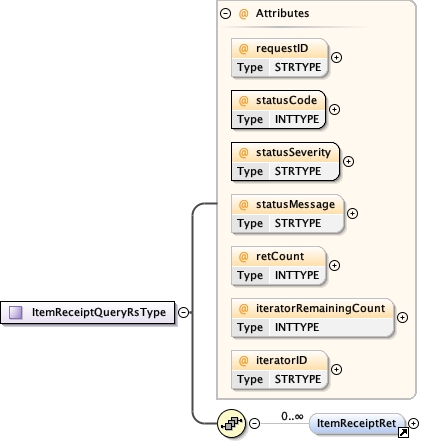 @ Attributes
@ requestID
Type STRTYPE
@ statusCode
Type INTTYPE
@ statusSeverity
Type STRTYPE
@ statusMessage
Type STRTYPE
@ retCount
Type INTTYPE
ItemReceiptQueryRsType
@ iteratorRemainingCount
Type INTTYPE
@ iteratorID
Type STRTYPE
0..∞
ItemReceiptRet